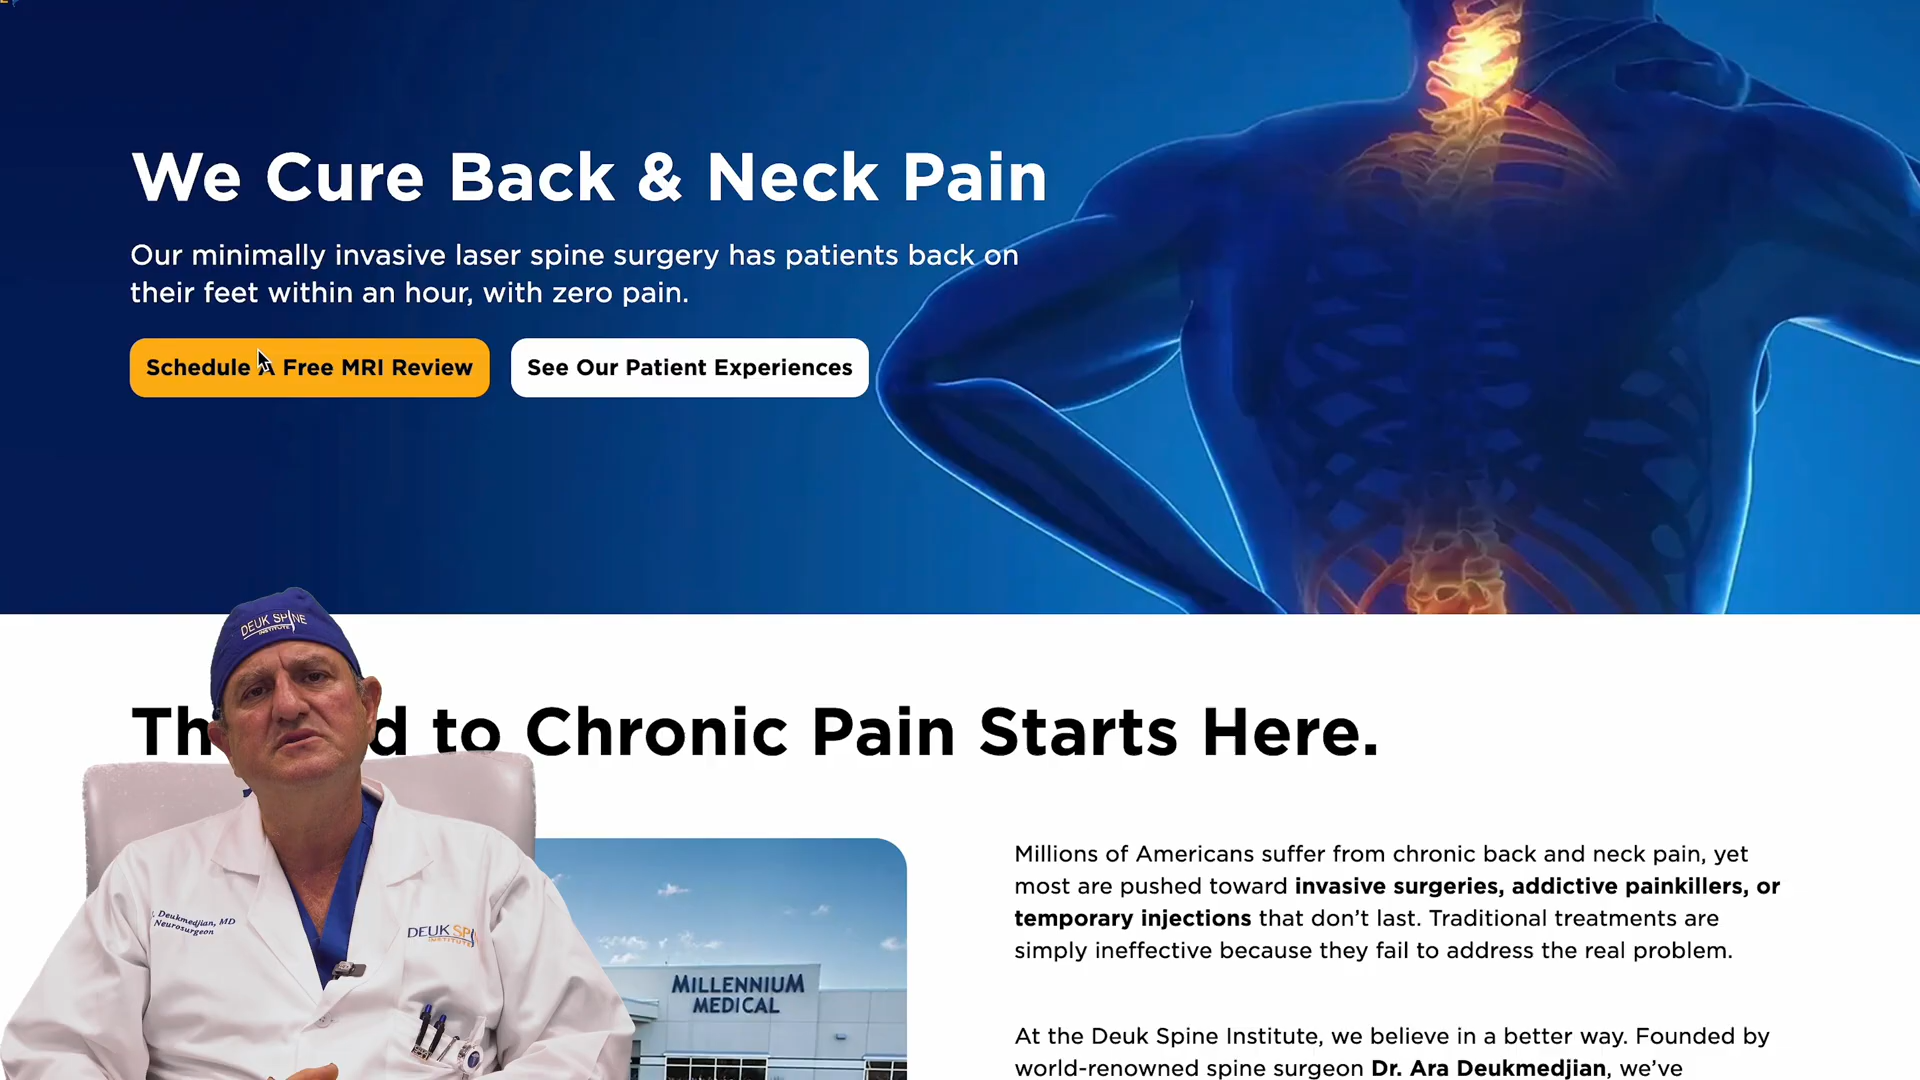 We Cure Back & Neck Pain
Our minimally invasive laser spine surgery has patients back on
their feet within an hour, with zero pain.
Schedule A Free MRI Review
See Our Patient Experiences
DEUK SPINE
INSTITUTE
d to Chronic Pain Starts Here.
Millions of Americans suffer from chronic back and neck pain, yet
most are pushed toward invasive surgeries, addictive painkillers, or
temporary injections that don't last. Traditional treatments are
simply ineffective because they fail to address the real problem.
Deukmedjian, MD
Neurosurgeon
DEUK SPINE
INSTITUTE
MILLENNIUM
MEDICAL
At the Deuk Spine Institute, we believe in a better way. Founded by
world-renowned spine surgeon Dr. Ara Deukmedjian, we've